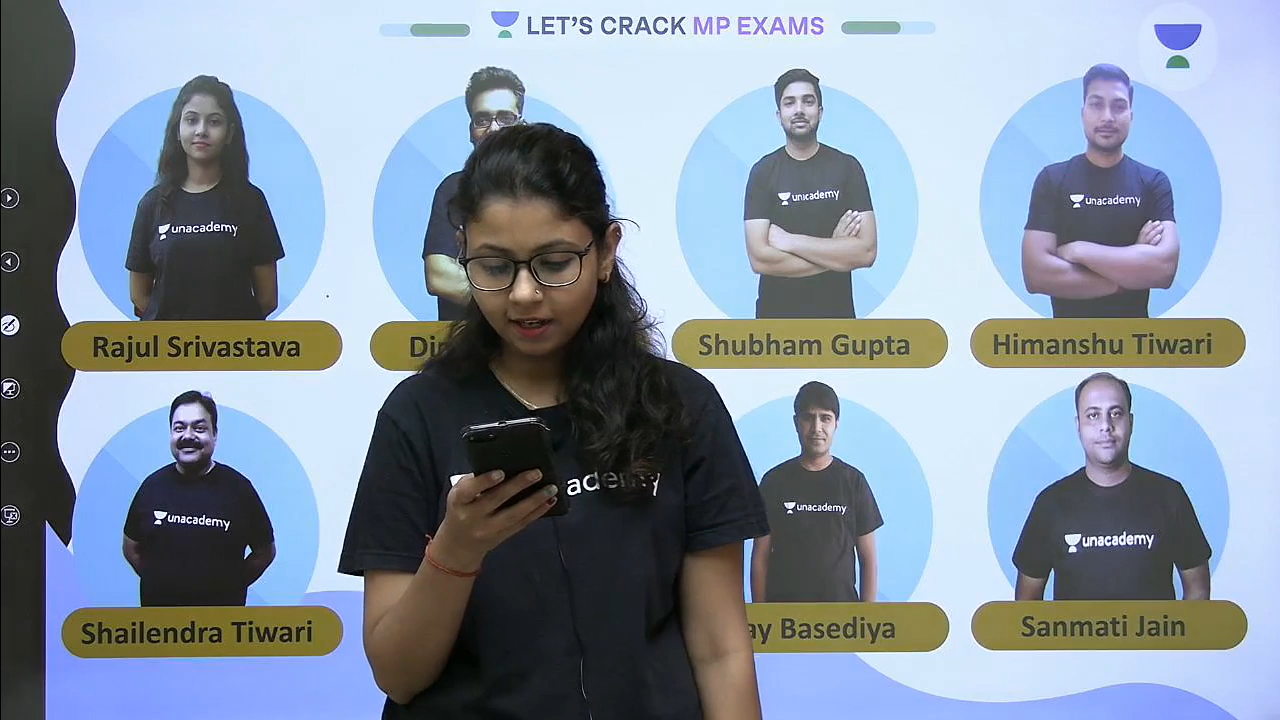 LET'S CRACK MP EXAMS
unacademy
unacademy
unacademy
Rajul Srivastava
Shubham Gupta
Himanshu Tiwari
unacademy
unacademy
unacademy
Shailendra Tiwari
Basediya
Sanmati Jain